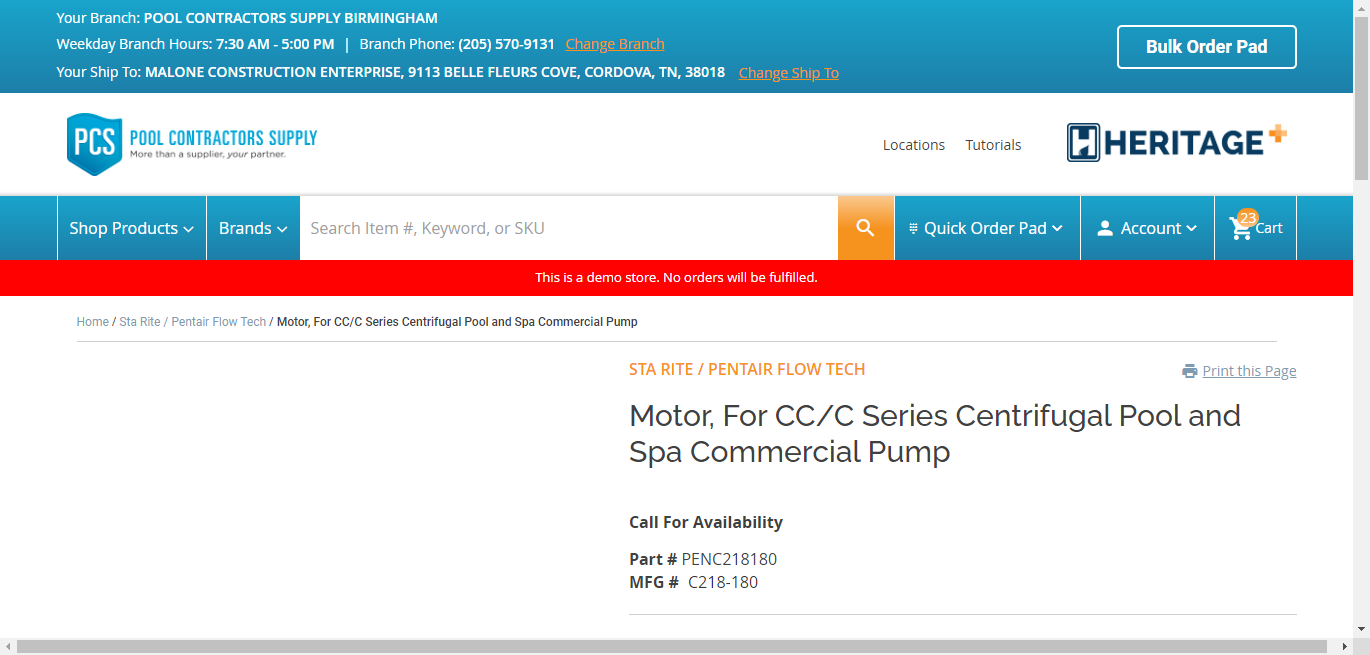 Your Branch: POOL CONTRACTORS SUPPLY BIRMINGHAM
Weekday Branch Hours: 7:30 AM - 5:00 PM | Branch Phone: (205) 570-9131 Change Branch
Your Ship To: MALONE CONSTRUCTION ENTERPRISE, 9113 BELLE FLEURS COVE, CORDOVA, TN, 38018 Change Ship To
Bulk Order Pad
PCS POOL CONTRACTORS SUPPLY
More than a supplier, your partner.
Locations Tutorials
H HERITAGE+
Shop Products Brands Search Item #, Keyword, or SKU Quick Order Pad Account 23 Cart
This is a demo store. No orders will be fulfilled.
Home / Sta Rite / Pentair Flow Tech / Motor, For CC/C Series Centrifugal Pool and Spa Commercial Pump
STA RITE / PENTAIR FLOW TECH
Print this Page
Motor, For CC/C Series Centrifugal Pool and
Spa Commercial Pump
Call For Availability
Part # PENC218180
MFG # C218-180